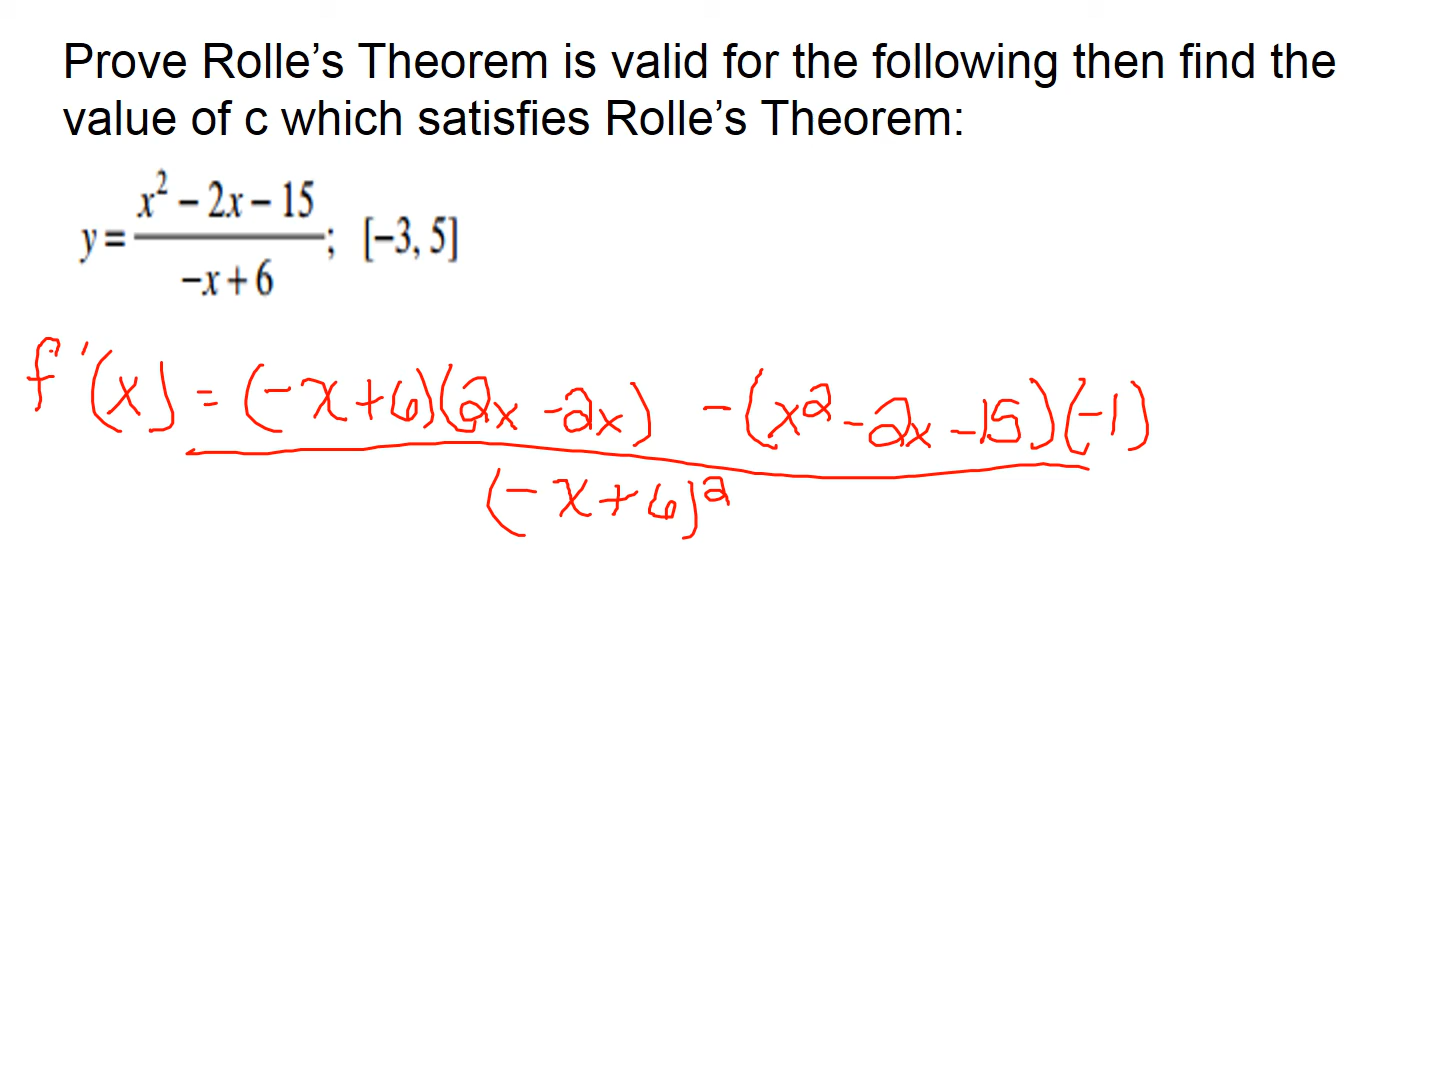 Prove Rolle’s Theorem is valid for the following then find the
value of c which satisfies Rolle’s Theorem:
y = (x² − 2x − 15)/(−x + 6); [−3, 5]
f'(x) = ((-x+6)(2x-2x) - (x²-2x-15)(-1))/(-x+6)²